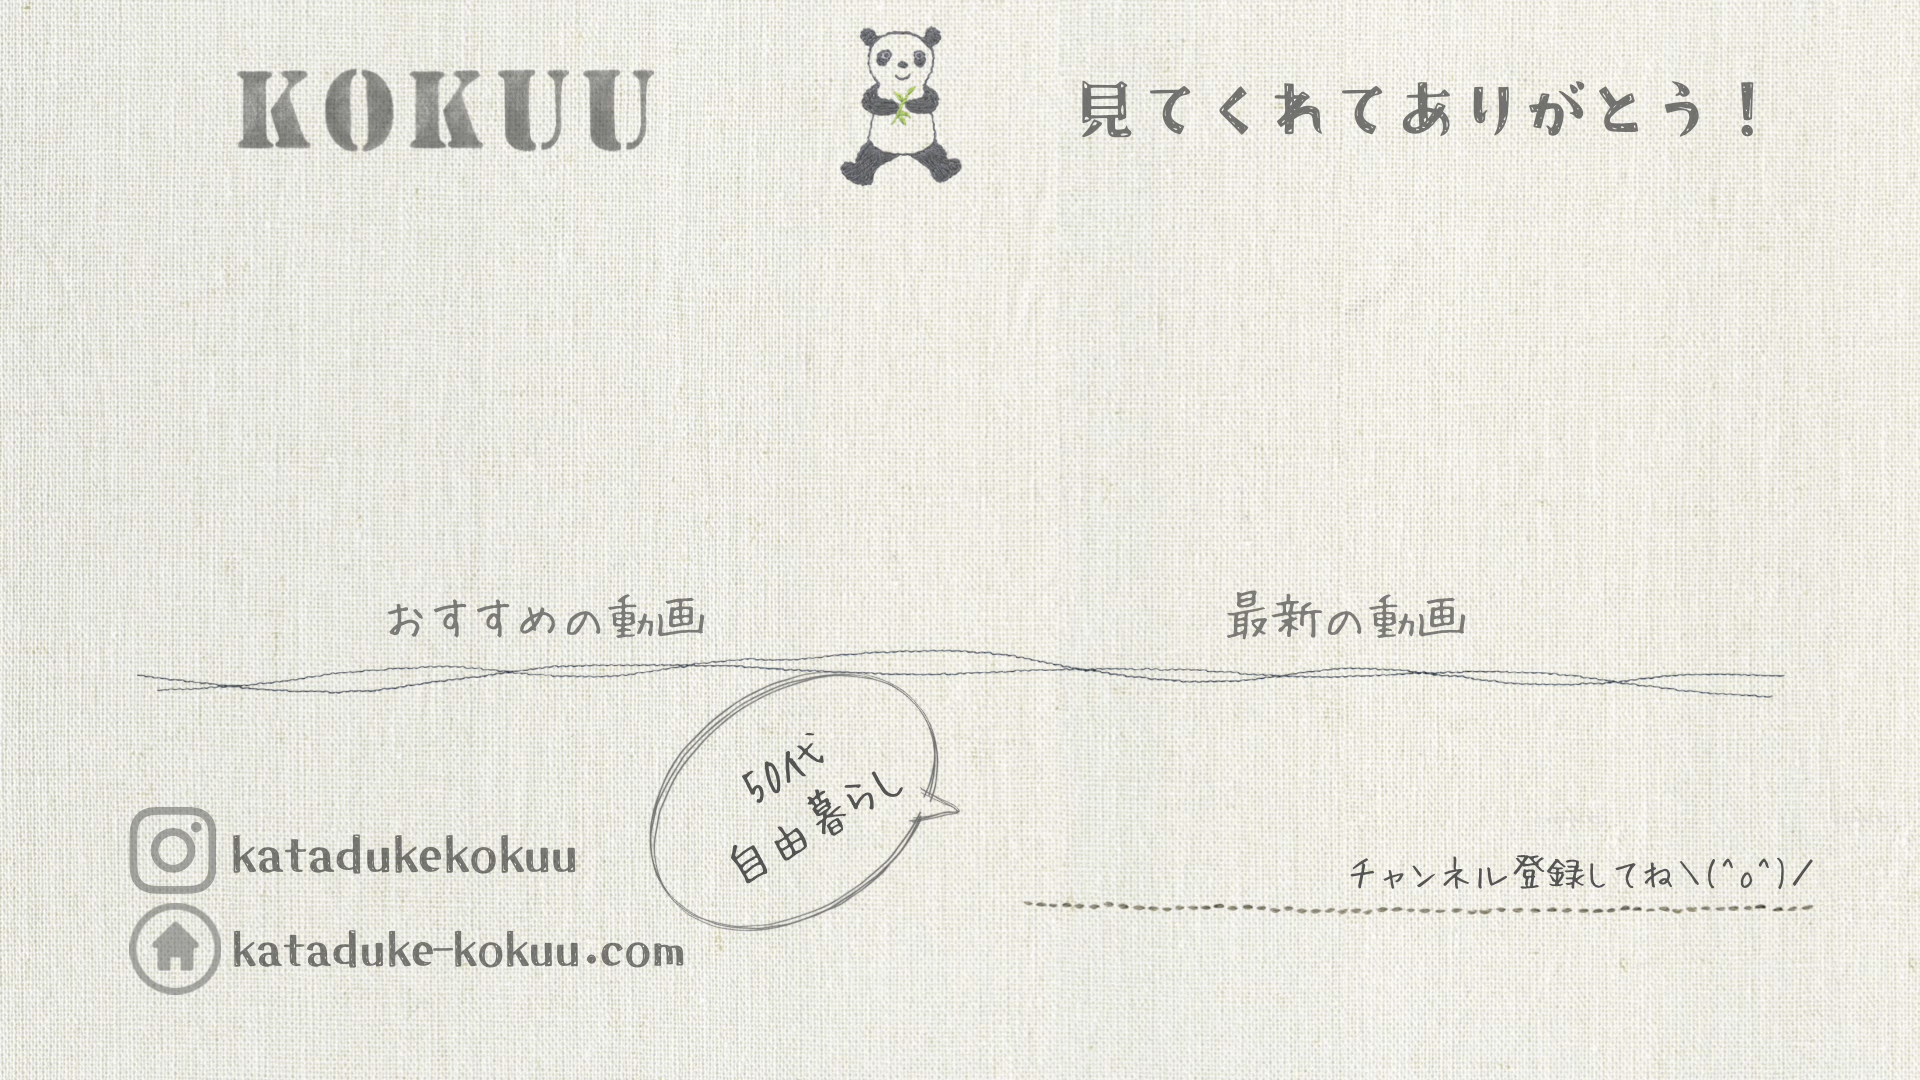 KOKUU
見てくれてありがとう！
おすすめの動画
最新の動画
50代
自由暮らし
katadukekokuu
kataduke-kokuu.com
チャンネル登録してね＼(^o^)／